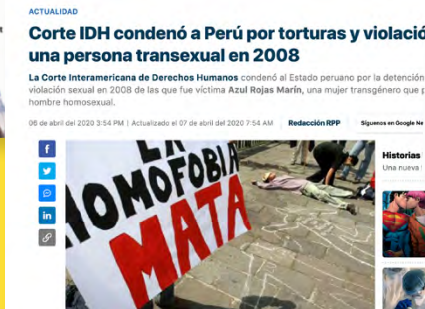 ACTUALIDAD
Corte IDH condenó a Perú por torturas y violació
una persona transexual en 2008
La Corte Interamericana de Derechos Humanos condenó al Estado peruano por la detención
violación sexual en 2008 de las que fue víctima Azul Rojas Marín, una mujer transgénero que p
hombre homosexual.
06 de abril del 2020 3:54 PM | Actualizado el 07 de abril del 2020 7:54 AM Redacción RPP Síguenos en Google Ne
Historias
Una nueva
LA
HOMOFOBIA
MATA